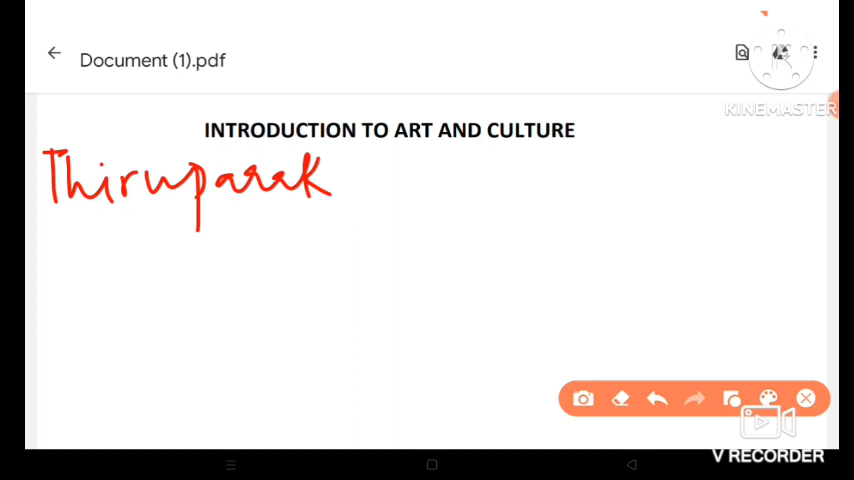 Document (1).pdf
KINEMASTER
INTRODUCTION TO ART AND CULTURE
Thiruparak
V RECORDER